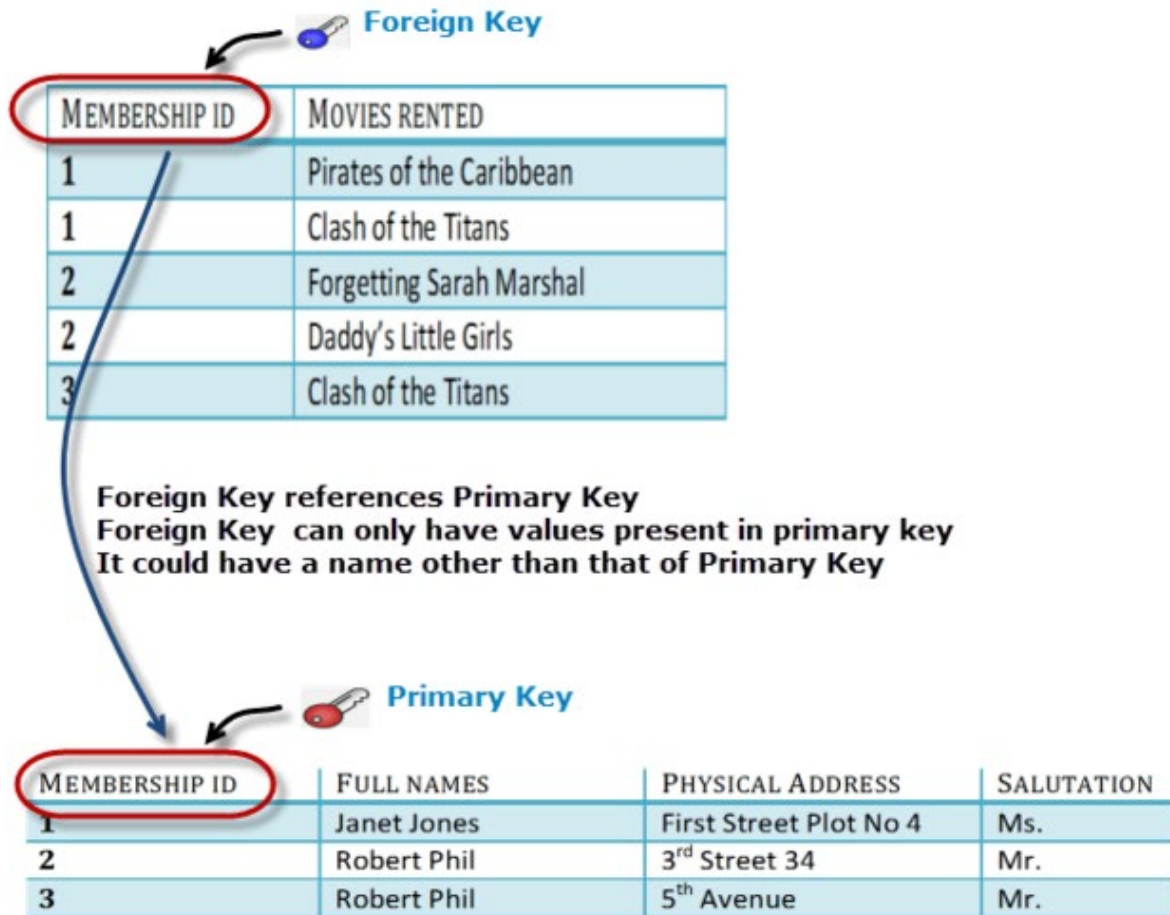 Foreign Key
MEMBERSHIP ID MOVIES RENTED
1 Pirates of the Caribbean
1 Clash of the Titans
2 Forgetting Sarah Marshal
2 Daddy's Little Girls
3 Clash of the Titans
Foreign Key references Primary Key
Foreign Key can only have values present in primary key
It could have a name other than that of Primary Key
Primary Key
MEMBERSHIP ID FULL NAMES PHYSICAL ADDRESS SALUTATION
1 Janet Jones First Street Plot No 4 Ms.
2 Robert Phil 3rd Street 34 Mr.
3 Robert Phil 5th Avenue Mr.